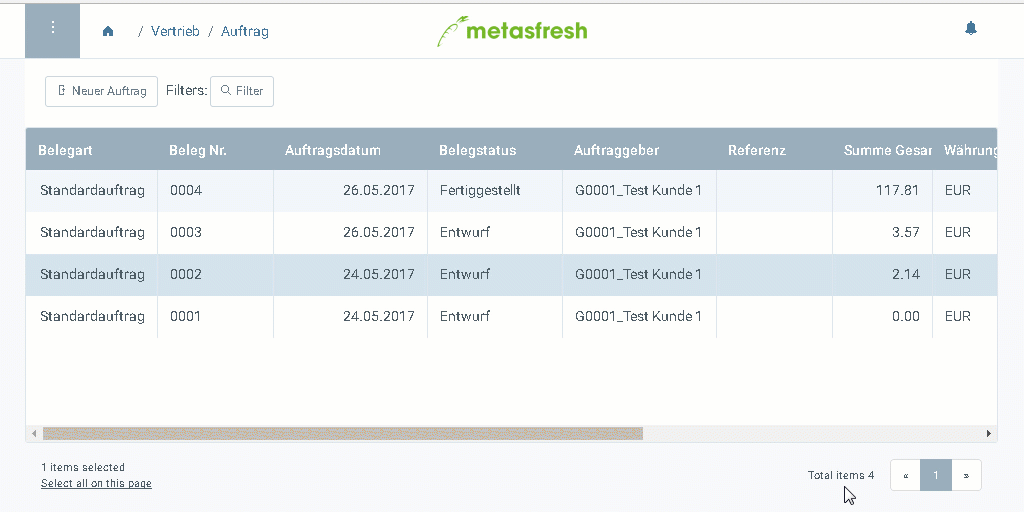 / Vertrieb / Auftrag
metasfresh
Neuer Auftrag Filters: Filter
Belegart Beleg Nr. Auftragsdatum Belegstatus Auftraggeber Referenz Summe Gesar Währung
Standardauftrag 0004 26.05.2017 Fertiggestellt G0001_Test Kunde 1 117.81 EUR
Standardauftrag 0003 26.05.2017 Entwurf G0001_Test Kunde 1 3.57 EUR
Standardauftrag 0002 24.05.2017 Entwurf G0001_Test Kunde 1 2.14 EUR
Standardauftrag 0001 24.05.2017 Entwurf G0001_Test Kunde 1 0.00 EUR
1 items selected
Select all on this page
Total items 4 « 1 »